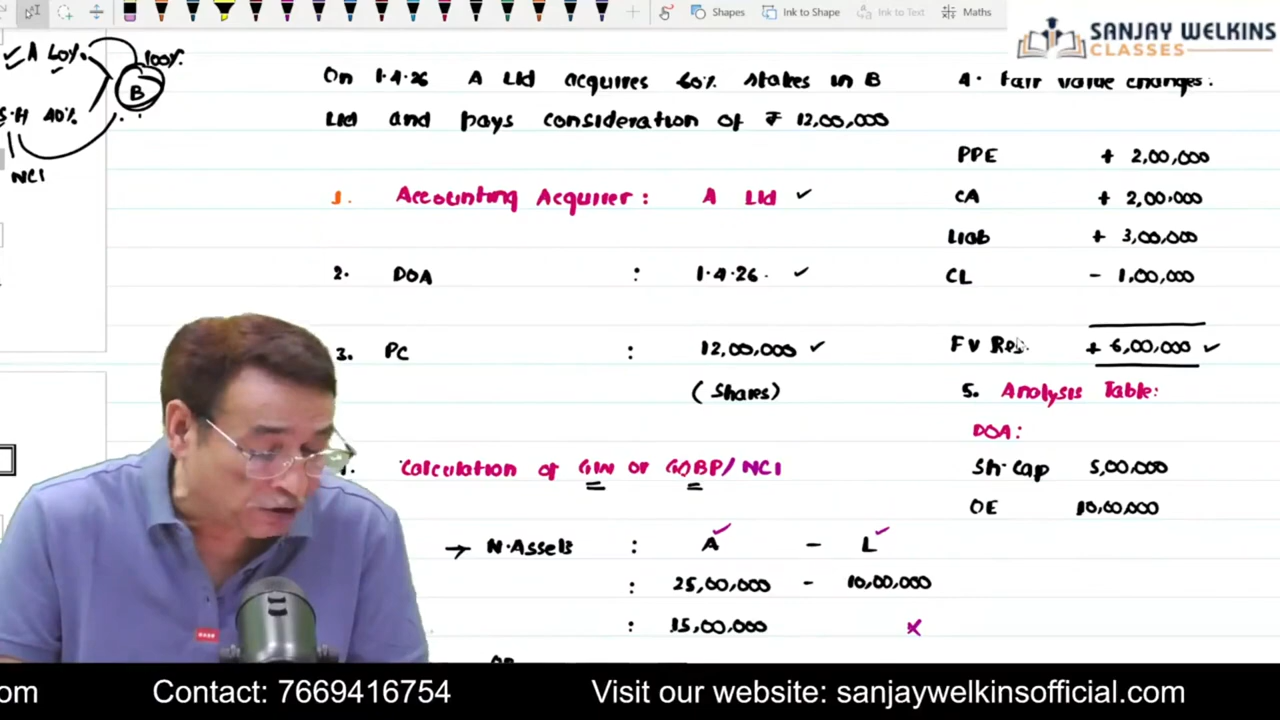 Shapes
Ink to Shape
Ink to Text
Maths
SANJAY WELKINS
CLASSES
A 60%
100%
B
S.H 40%
NCI
On 1.4.26 A Ltd acquires 60% stakes in B
Ltd and pays consideration of ₹ 12,00,000
1. Accounting Acquirer : A Ltd ✓
2. DOA : 1.4.26. ✓
3. PC : 12,00,000 ✓
(Shares)
Calculation of G/W or GOBP/NCI
→ N.Assets : A - L
: 25,00,000 - 10,00,000
: 15,00,000 x
4. Fair value changes:
PPE + 2,00,000
CA + 2,00,000
Liab + 3,00,000
CL - 1,00,000
FV Res. + 6,00,000 ✓
5. Analysis Table:
DOA:
Sh. Cap 5,00,000
OE 10,00,000
BASE
om
Contact: 7669416754
Visit our website: sanjaywelkinsofficial.com